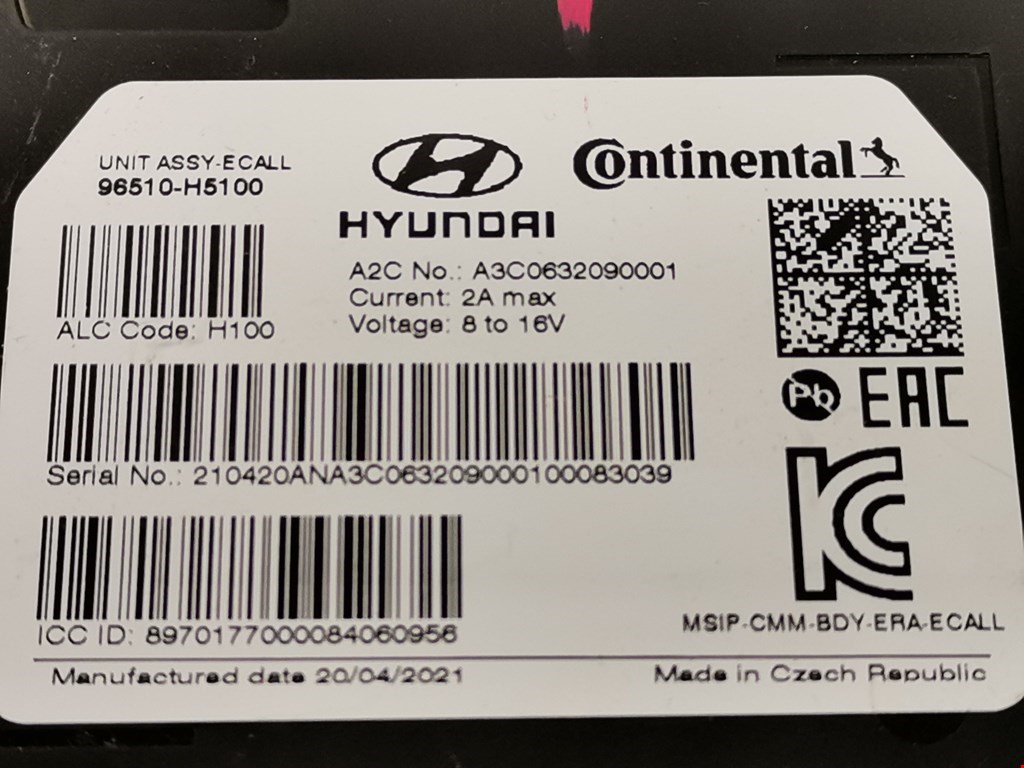 UNIT ASSY-ECALL
96510-H5100
HYUNDAI
Continental
A2C No.: A3C0632090001
Current: 2A max
Voltage: 8 to 16V
ALC Code: H100
Pb
EAC
Serial No.: 210420ANA3C063209000100083039
KC
ICC ID: 8970177000084060956
MSIP-CMM-BDY-ERA-ECALL
Manufactured date 20/04/2021
Made in Czech Republic